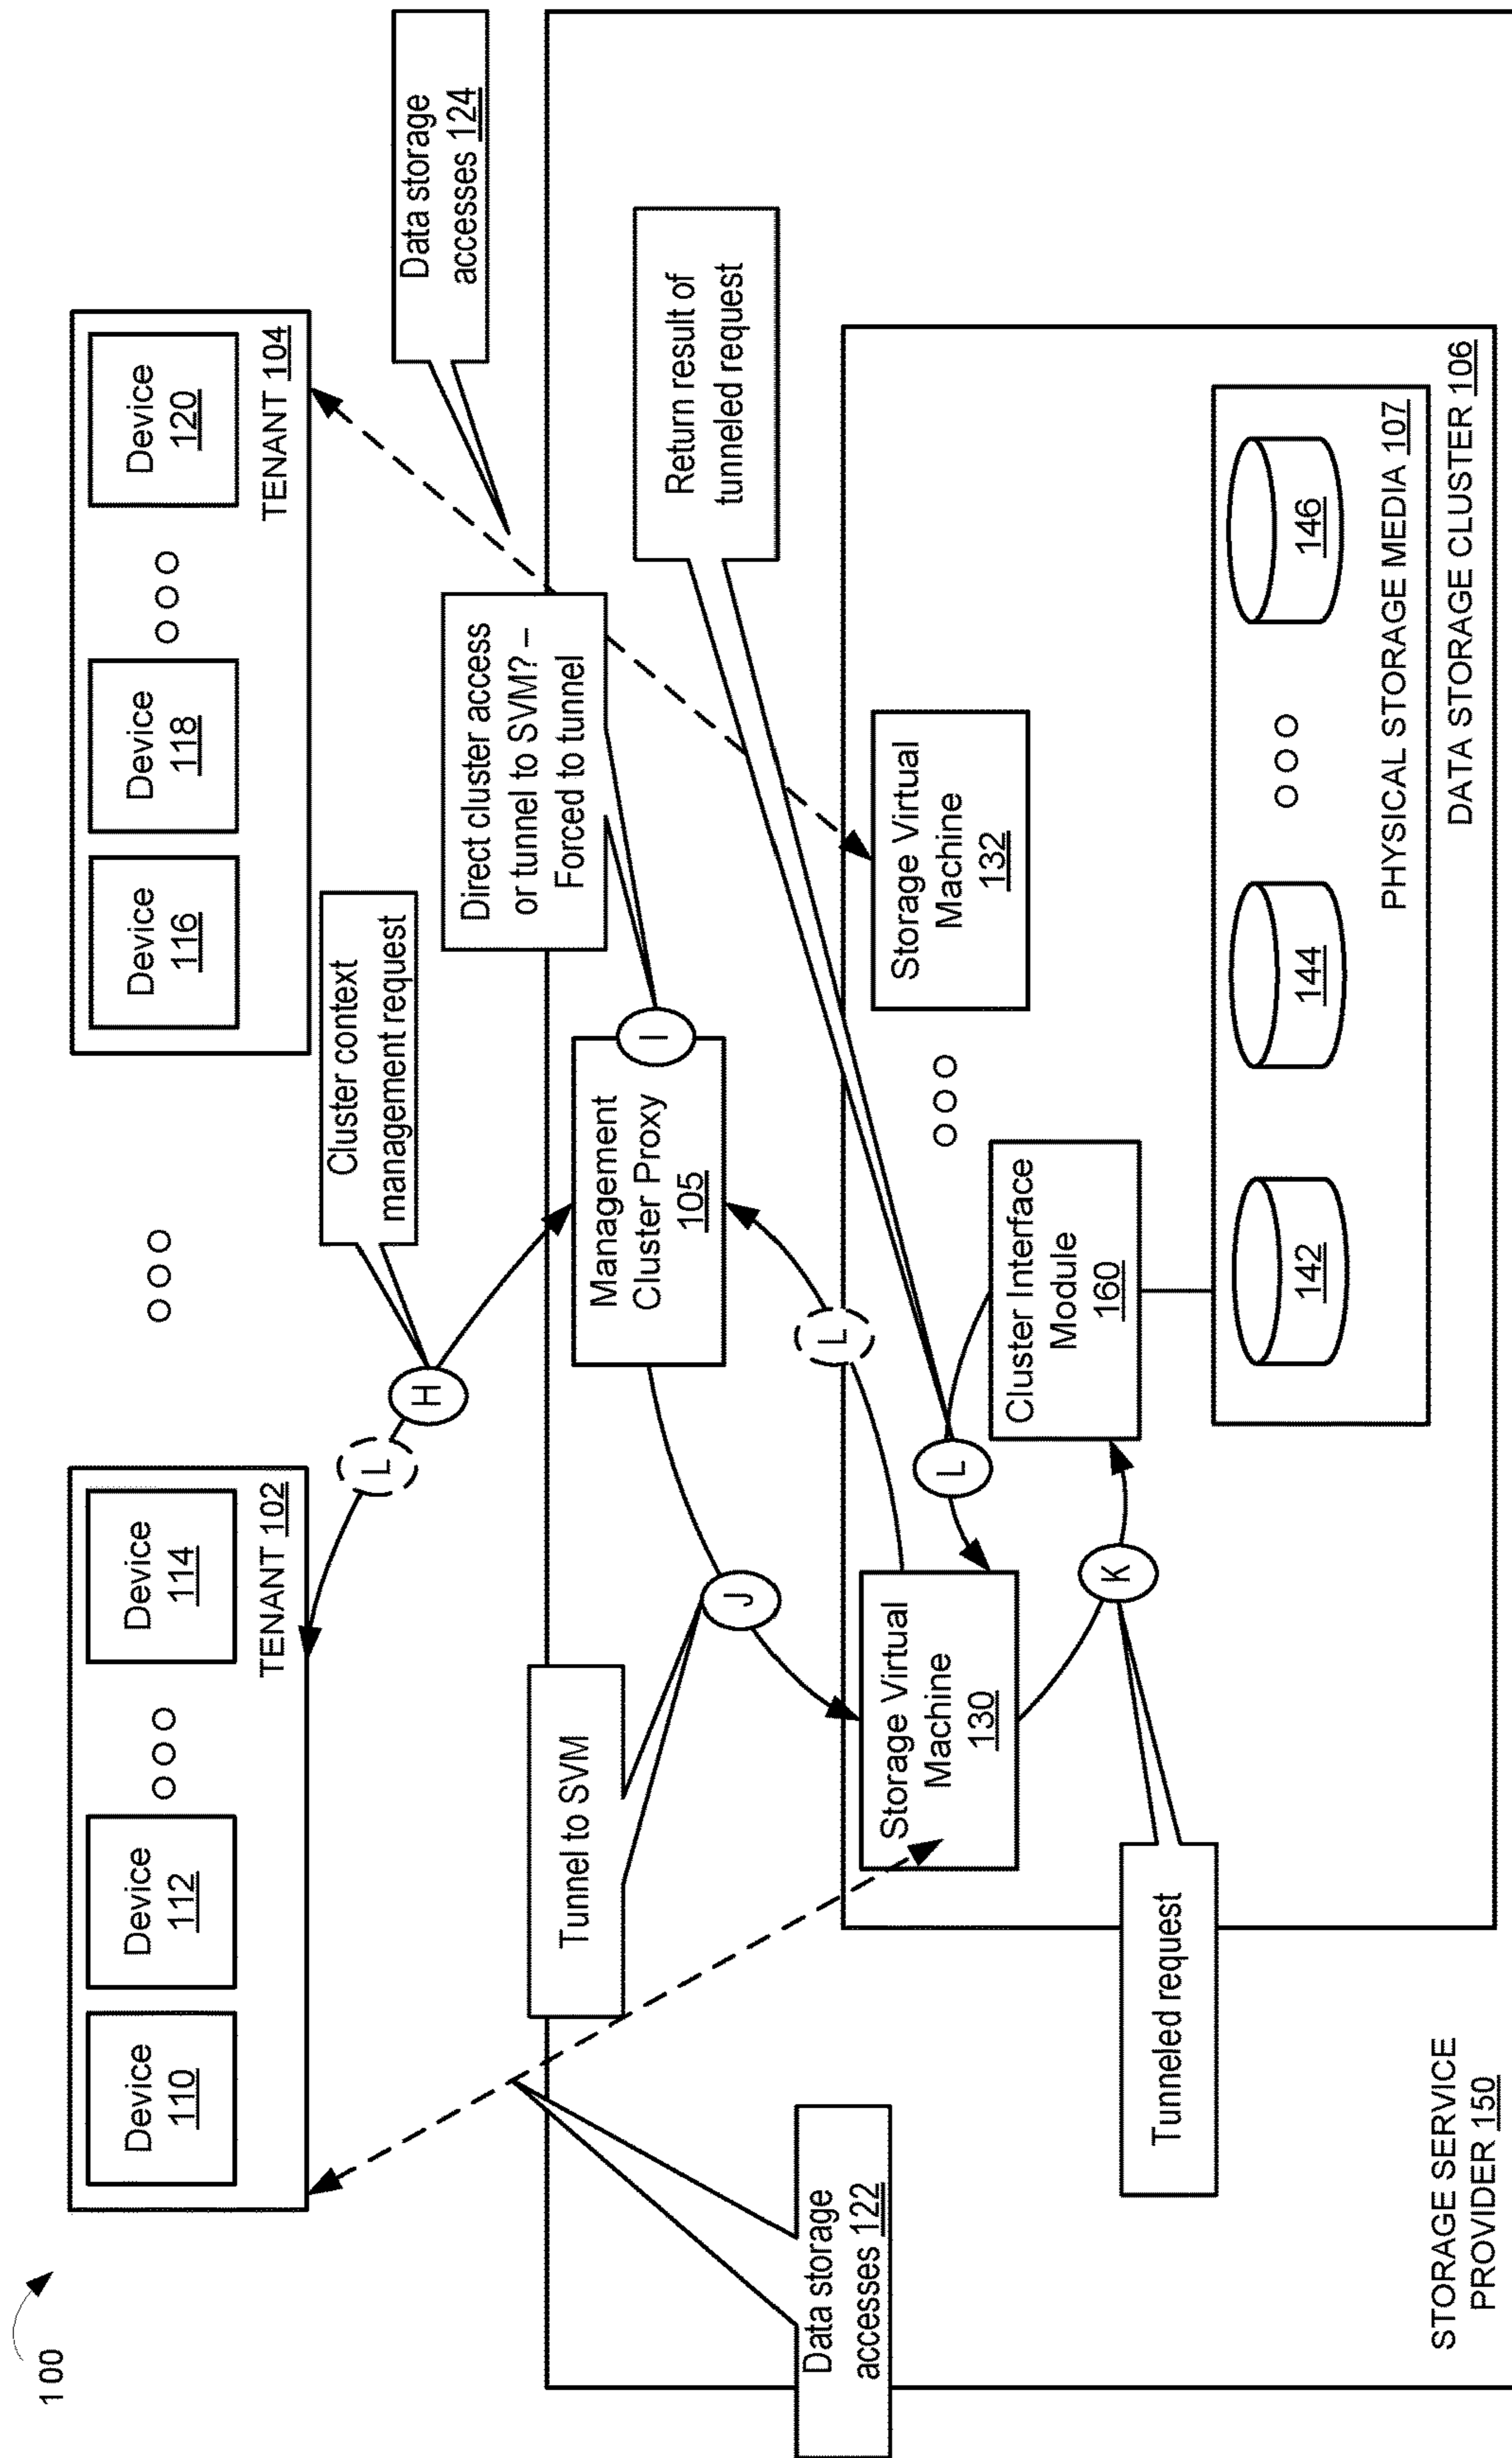 100
Device
110
Device
112
Device
114
TENANT 102
Device
116
Device
118
Device
120
TENANT 104
L
H
Cluster context
management request
Data storage
accesses 124
Direct cluster access
or tunnel to SVM? –
Forced to tunnel
Management
Cluster Proxy
105
I
Tunnel to SVM
J
L
Return result of
tunneled request
Data storage
accesses 122
Storage Virtual
Machine
130
Storage Virtual
Machine
132
L
K
Cluster Interface
Module
160
Tunneled request
142
144
146
PHYSICAL STORAGE MEDIA 107
DATA STORAGE CLUSTER 106
STORAGE SERVICE
PROVIDER 150